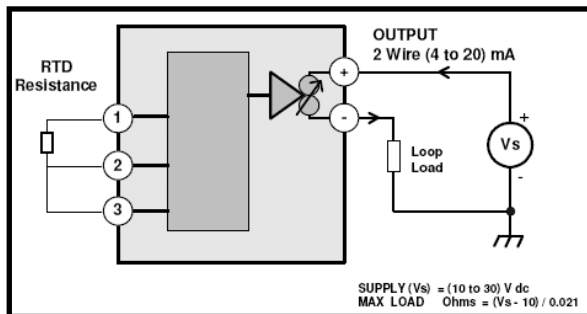 OUTPUT
2 Wire (4 to 20) mA
RTD
Resistance
1
2
3
+
-
Loop
Load
+
Vs
-
SUPPLY (Vs) = (10 to 30) V dc
MAX LOAD Ohms = (Vs - 10) / 0.021